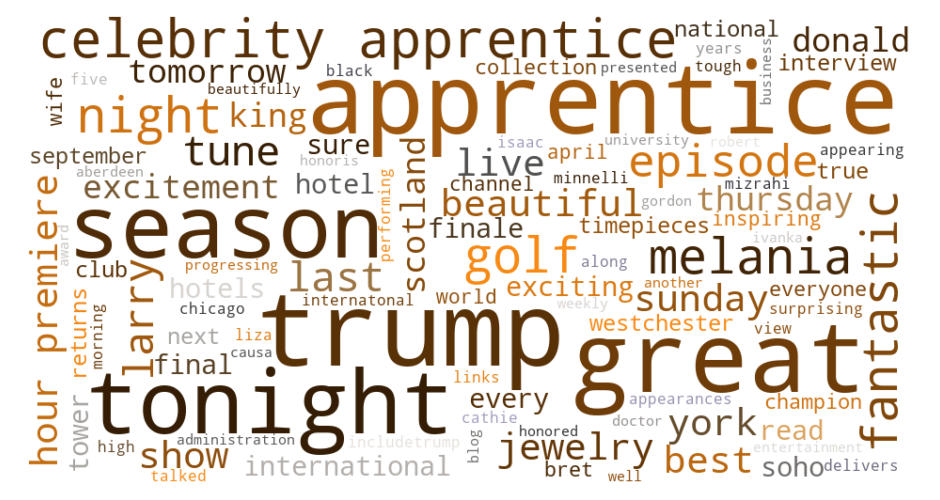 celebrity apprentice
national
donald
years
tomorrow
black
collection
presented
tough
business
interview
wife
five
beautifully
apprentice
night
king
tune
sure
isaac
university
robert
september
aberdeen
honoris
live
april
episode
appearing
true
excitement
hotel
scotland
channel
minnelli
mizrahi
beautiful
gordon
thursday
season
performing
finale
timepieces
inspiring
fantastic
hour premiere
award
club
progressing
last
golf
along
melania
ivanka
returns
morning
larry
hotels
internatonal
world
exciting
another
sunday
everyone
chicago
weekly
surprising
next
liza
trump
westchester
view
great
final
causa
links
tower
tonight
every
appearances
champion
high
administration
cathie
honored
doctor
york
read
show
includetrump
blog
jewelry
entertainment
talked
international
bret
well
best
soho
delivers